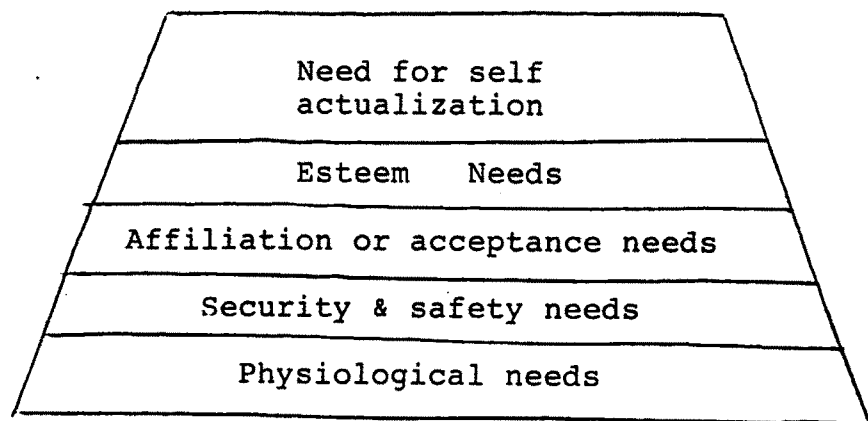 Need for self
actualization
Esteem Needs
Affiliation or acceptance needs
Security & safety needs
Physiological needs